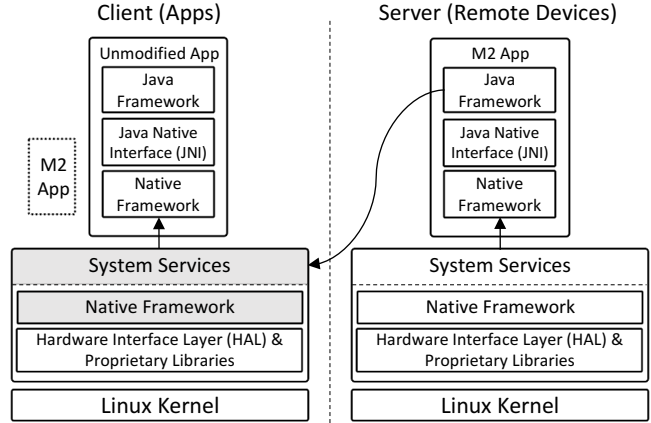 Client (Apps)
Unmodified App
Java
Framework
Java Native
Interface (JNI)
Native
Framework
M2
App
System Services
Native Framework
Hardware Interface Layer (HAL) &
Proprietary Libraries
Linux Kernel
Server (Remote Devices)
M2 App
Java
Framework
Java Native
Interface (JNI)
Native
Framework
System Services
Native Framework
Hardware Interface Layer (HAL) &
Proprietary Libraries
Linux Kernel